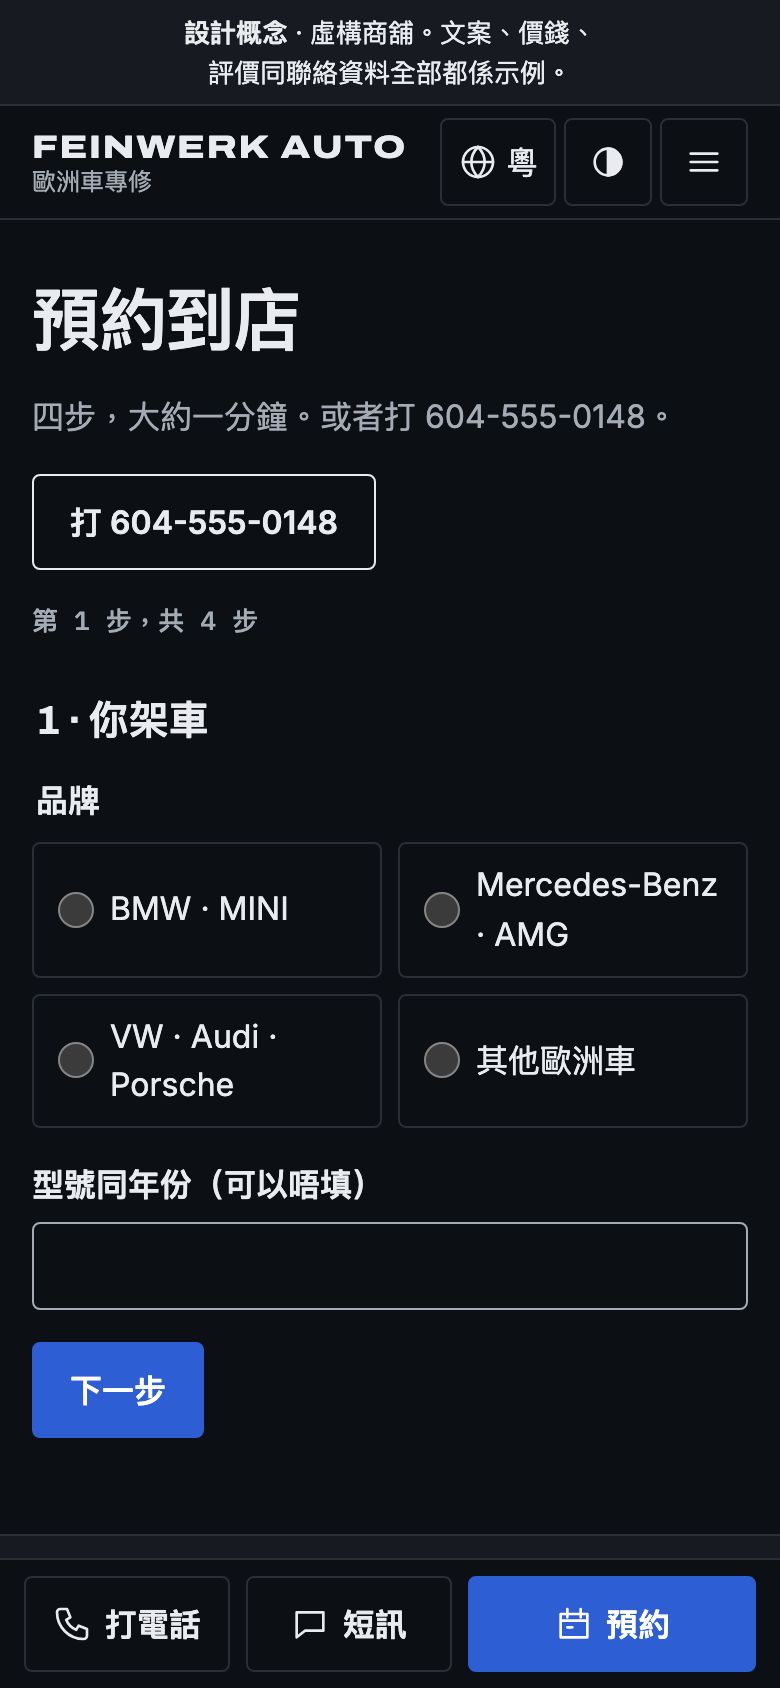 設計概念 · 虛構商舖。文案、價錢、
評價同聯絡資料全部都係示例。
FEINWERK AUTO
歐洲車專修
粵
預約到店
四步，大約一分鐘。或者打 604-555-0148。
打 604-555-0148
第 1 步，共 4 步
1 · 你架車
品牌
BMW · MINI
Mercedes-Benz
· AMG
VW · Audi ·
Porsche
其他歐洲車
型號同年份（可以唔填）
下一步
打電話
短訊
預約